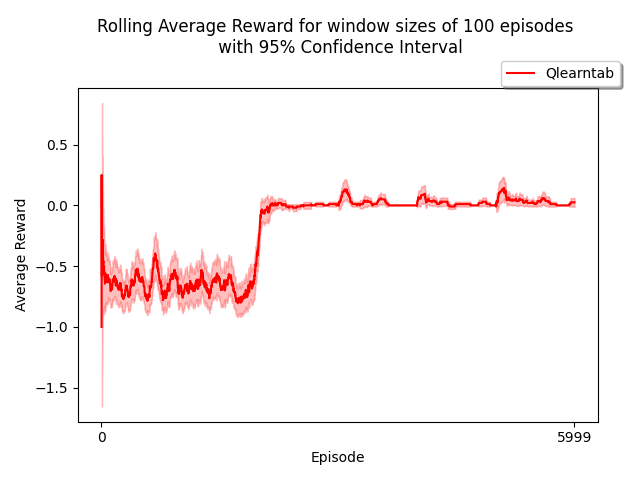 Rolling Average Reward for window sizes of 100 episodes
with 95% Confidence Interval
Qlearntab
Average Reward
0.5
0.0
−0.5
−1.0
−1.5
0
5999
Episode